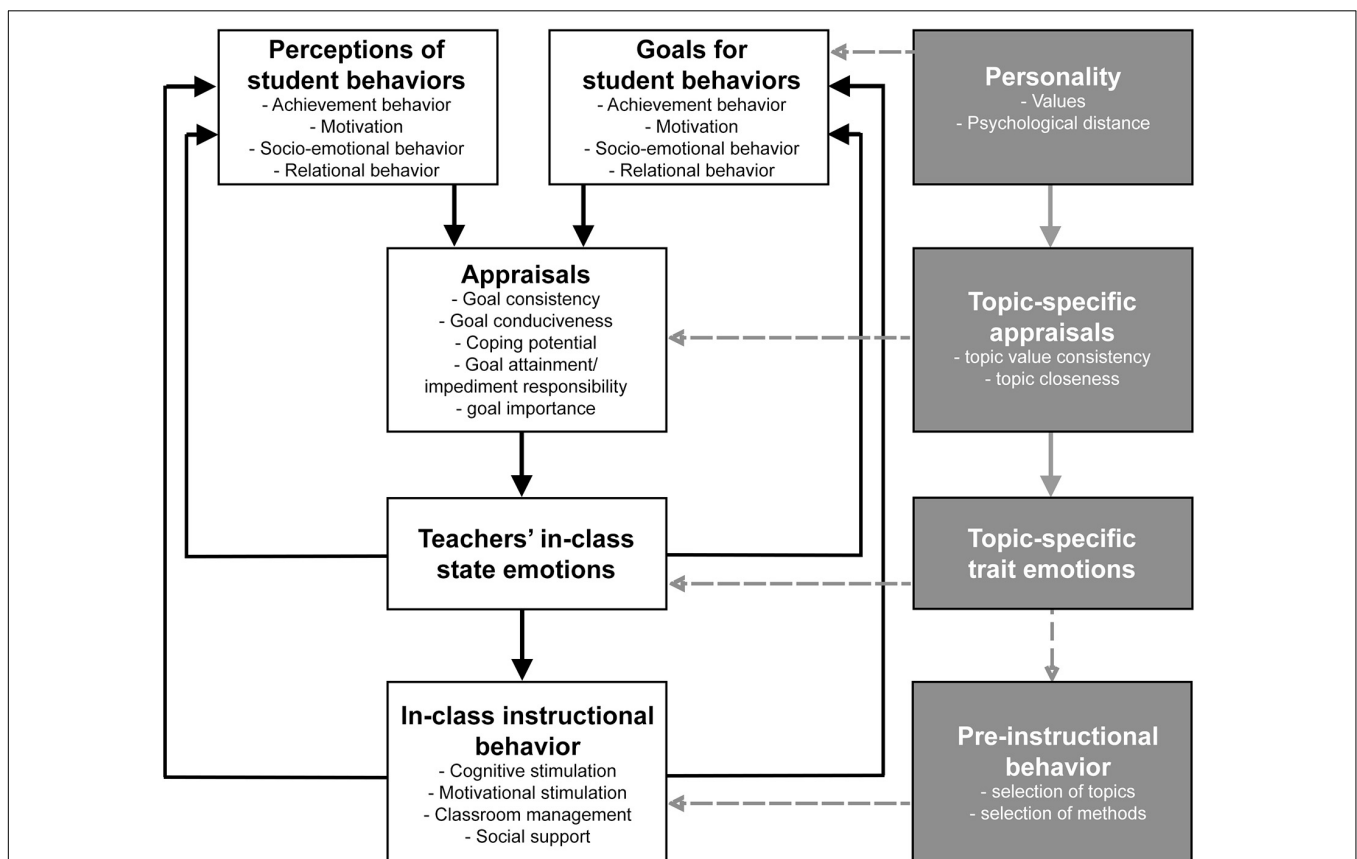 Perceptions of
student behaviors
- Achievement behavior
- Motivation
- Socio-emotional behavior
- Relational behavior
Goals for
student behaviors
- Achievement behavior
- Motivation
- Socio-emotional behavior
- Relational behavior
Personality
- Values
- Psychological distance
Appraisals
- Goal consistency
- Goal conduciveness
- Coping potential
- Goal attainment/
impediment responsibility
- goal importance
Topic-specific
appraisals
- topic value consistency
- topic closeness
Teachers’ in-class
state emotions
Topic-specific
trait emotions
In-class instructional
behavior
- Cognitive stimulation
- Motivational stimulation
- Classroom management
- Social support
Pre-instructional
behavior
- selection of topics
- selection of methods